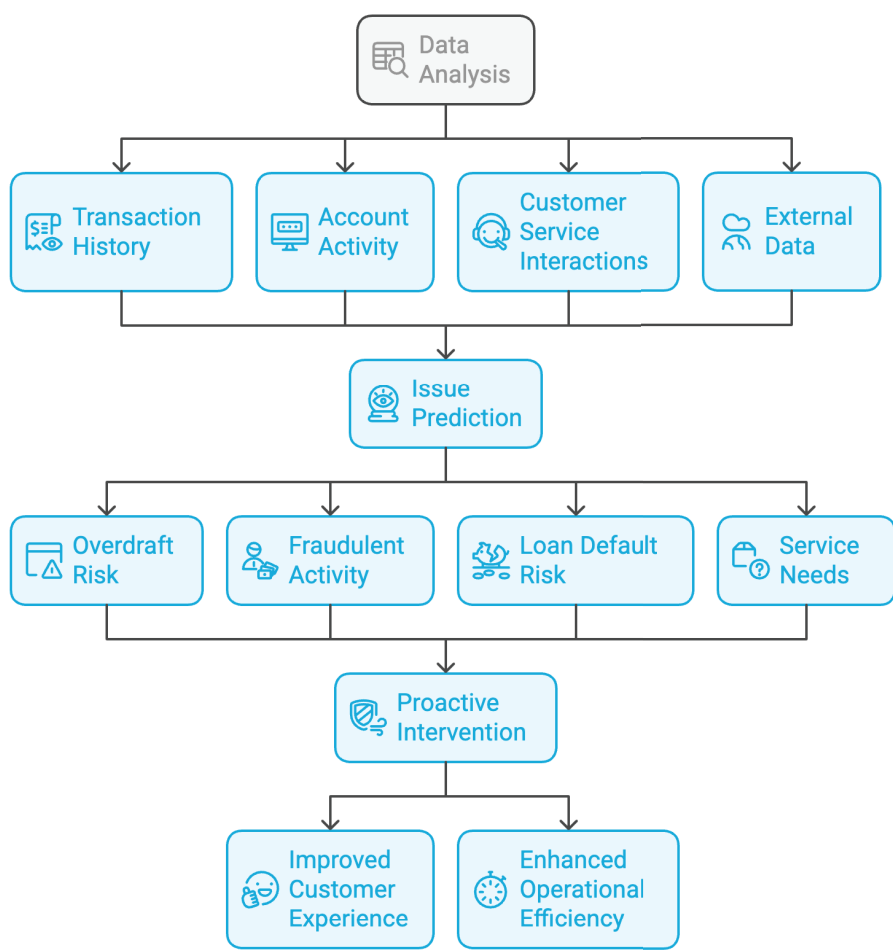 Data
Analysis
Transaction
History
Account
Activity
Customer
Service
Interactions
External
Data
Issue
Prediction
Overdraft
Risk
Fraudulent
Activity
Loan Default
Risk
Service
Needs
Proactive
Intervention
Improved
Customer
Experience
Enhanced
Operational
Efficiency